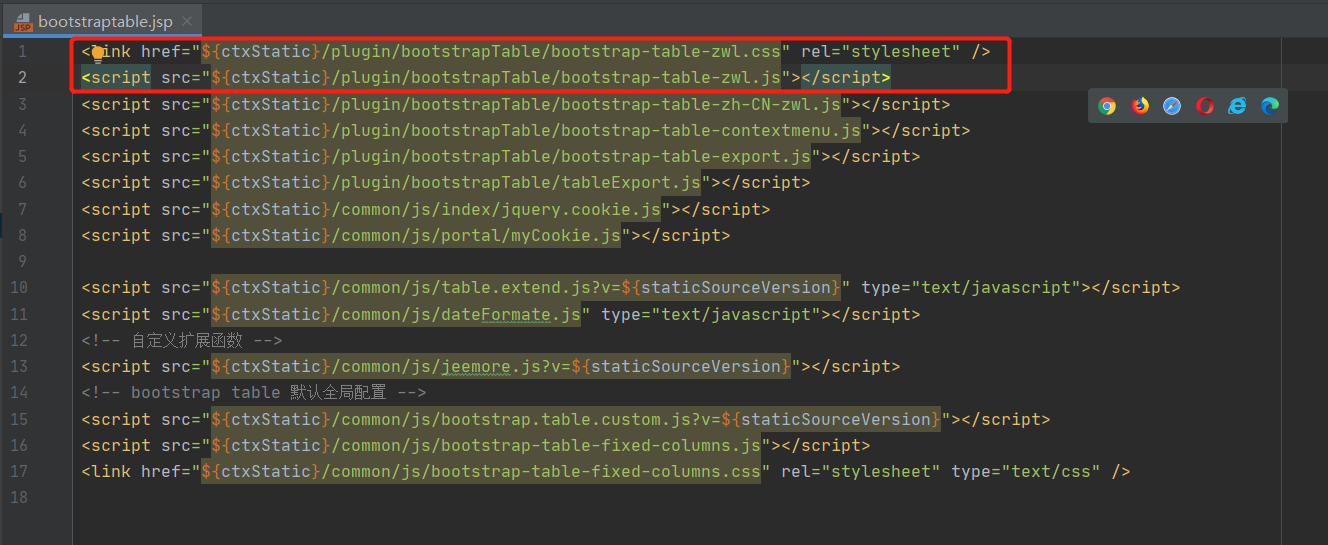 bootstraptable.jsp
1 <link href="${ctxStatic}/plugin/bootstrapTable/bootstrap-table-zwl.css" rel="stylesheet" />
2 <script src="${ctxStatic}/plugin/bootstrapTable/bootstrap-table-zwl.js"></script>
3 <script src="${ctxStatic}/plugin/bootstrapTable/bootstrap-table-zh-CN-zwl.js"></script>
4 <script src="${ctxStatic}/plugin/bootstrapTable/bootstrap-table-contextmenu.js"></script>
5 <script src="${ctxStatic}/plugin/bootstrapTable/bootstrap-table-export.js"></script>
6 <script src="${ctxStatic}/plugin/bootstrapTable/tableExport.js"></script>
7 <script src="${ctxStatic}/common/js/index/jquery.cookie.js"></script>
8 <script src="${ctxStatic}/common/js/portal/myCookie.js"></script>
9
10 <script src="${ctxStatic}/common/js/table.extend.js?v=${staticSourceVersion}" type="text/javascript"></script>
11 <script src="${ctxStatic}/common/js/dateFormate.js" type="text/javascript"></script>
12 <!-- 自定义扩展函数 -->
13 <script src="${ctxStatic}/common/js/jeemore.js?v=${staticSourceVersion}"></script>
14 <!-- bootstrap table 默认全局配置 -->
15 <script src="${ctxStatic}/common/js/bootstrap.table.custom.js?v=${staticSourceVersion}"></script>
16 <script src="${ctxStatic}/common/js/bootstrap-table-fixed-columns.js"></script>
17 <link href="${ctxStatic}/common/js/bootstrap-table-fixed-columns.css" rel="stylesheet" type="text/css" />
18